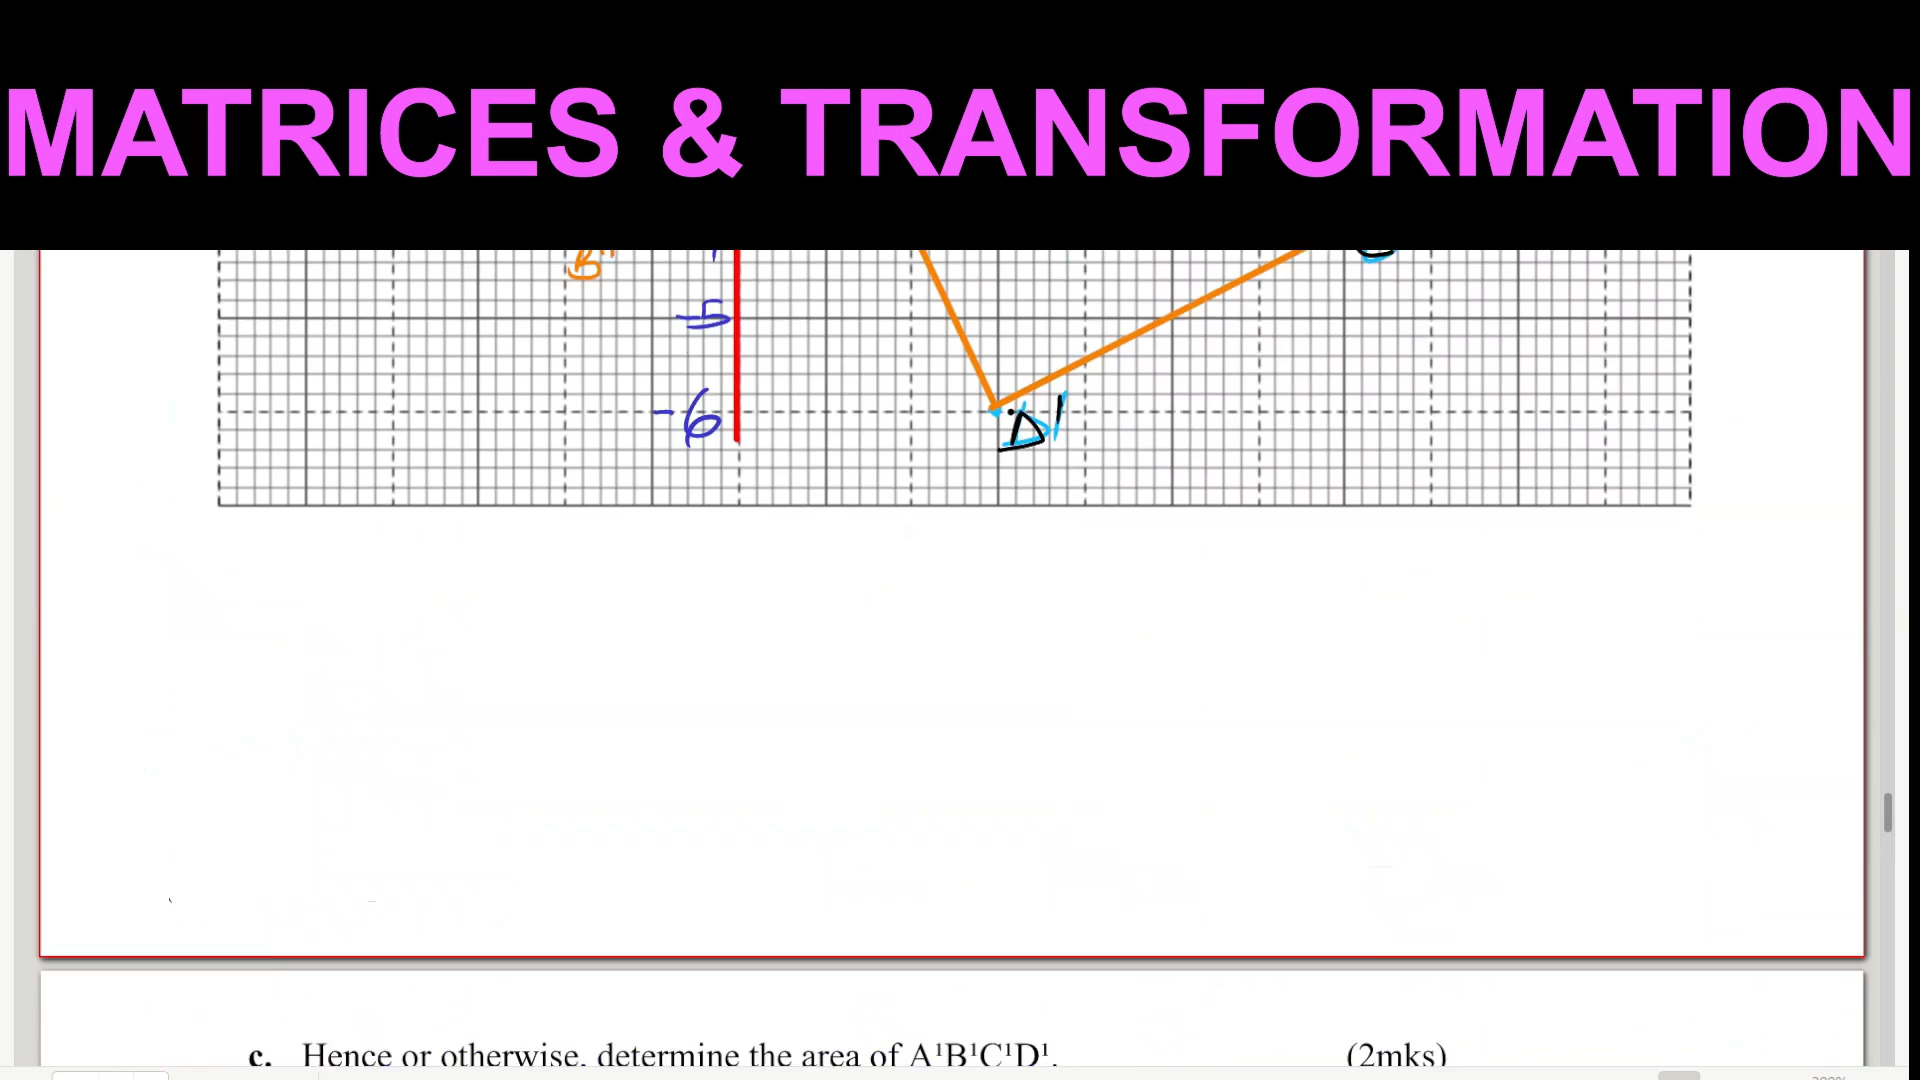 MATRICES & TRANSFORMATION
B"
-5
-6
D'
c. Hence or otherwise, determine the area of A¹B¹C¹D¹. (2mks)